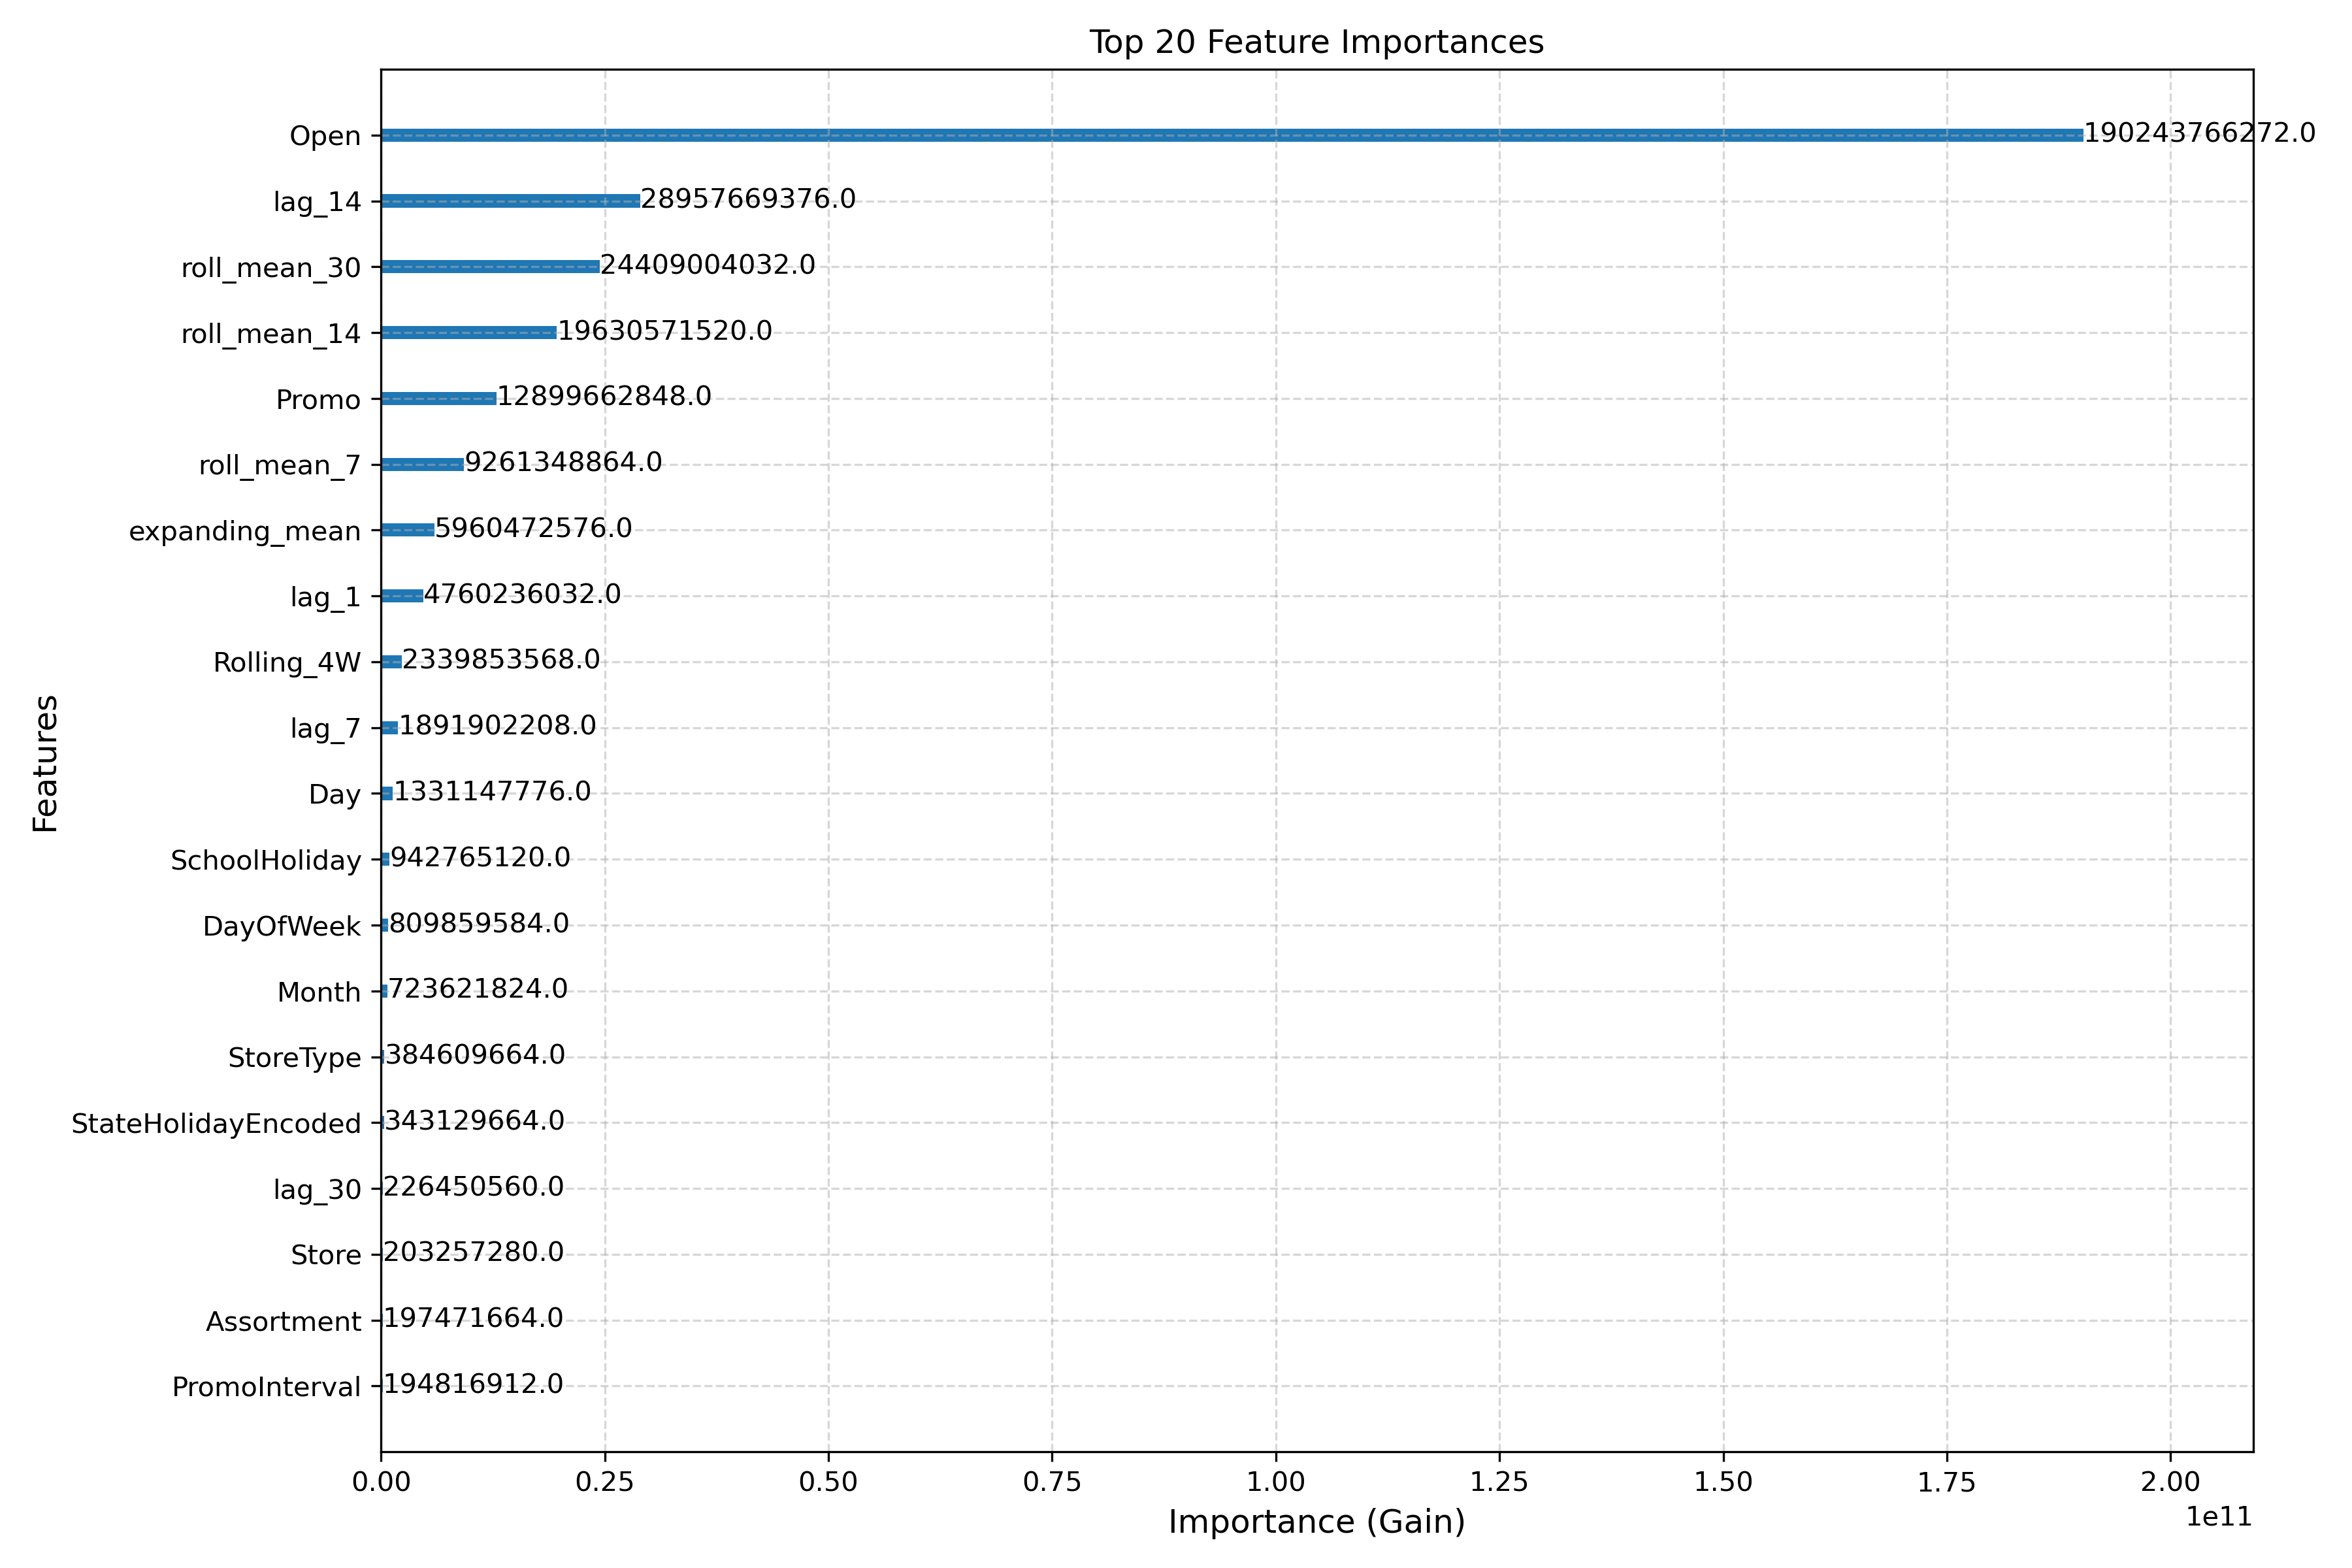 Top 20 Feature Importances
Open 190243766272.0
lag_14 28957669376.0
roll_mean_30 24409004032.0
roll_mean_14 19630571520.0
Promo 12899662848.0
roll_mean_7 9261348864.0
expanding_mean 5960472576.0
lag_1 4760236032.0
Rolling_4W 2339853568.0
lag_7 1891902208.0
Day 1331147776.0
SchoolHoliday 942765120.0
DayOfWeek 809859584.0
Month 723621824.0
StoreType 384609664.0
StateHolidayEncoded 343129664.0
lag_30 226450560.0
Store 203257280.0
Assortment 197471664.0
PromoInterval 194816912.0
Features
0.00 0.25 0.50 0.75 1.00 1.25 1.50 1.75 2.00
1e11
Importance (Gain)